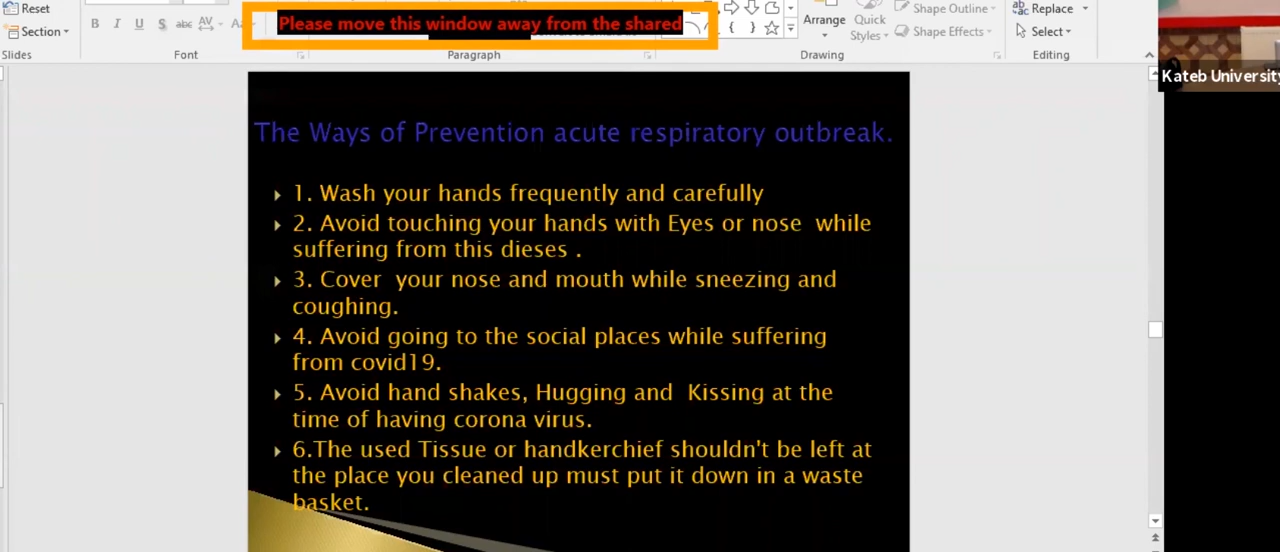 Reset
Replace
Shape Outline
Please move this window away from the shared
Arrange
Quick
Styles
Section
B I U S abc AV Aa
Shape Effects
Select
Slides
Font
Paragraph
Drawing
Editing
Kateb University
The Ways of Prevention acute respiratory outbreak.
1. Wash your hands frequently and carefully
2. Avoid touching your hands with Eyes or nose while
suffering from this dieses .
3. Cover your nose and mouth while sneezing and
coughing.
4. Avoid going to the social places while suffering
from covid19.
5. Avoid hand shakes, Hugging and Kissing at the
time of having corona virus.
6.The used Tissue or handkerchief shouldn't be left at
the place you cleaned up must put it down in a waste
basket.